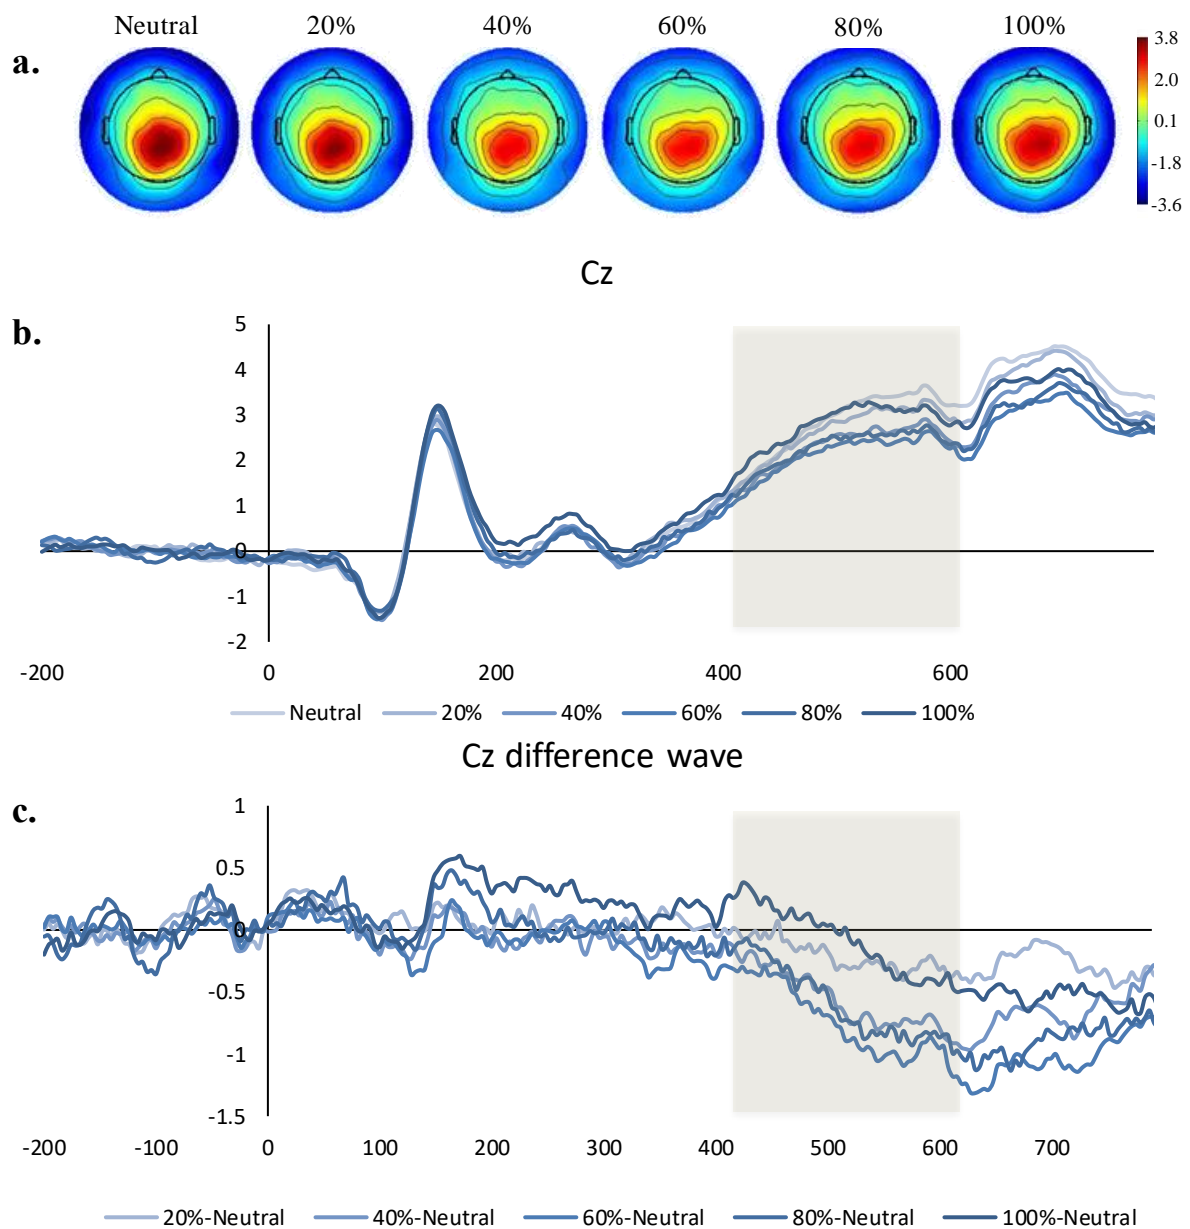 Neutral 20% 40% 60% 80% 100%
a.
3.8
2.0
0.1
-1.8
-3.6
Cz
b.
5
4
3
2
1
0
-1
-2
-200 0 200 400 600
Neutral 20% 40% 60% 80% 100%
Cz difference wave
c.
1
0.5
0
-0.5
-1
-1.5
-200 -100 0 100 200 300 400 500 600 700
20%-Neutral 40%-Neutral 60%-Neutral 80%-Neutral 100%-Neutral